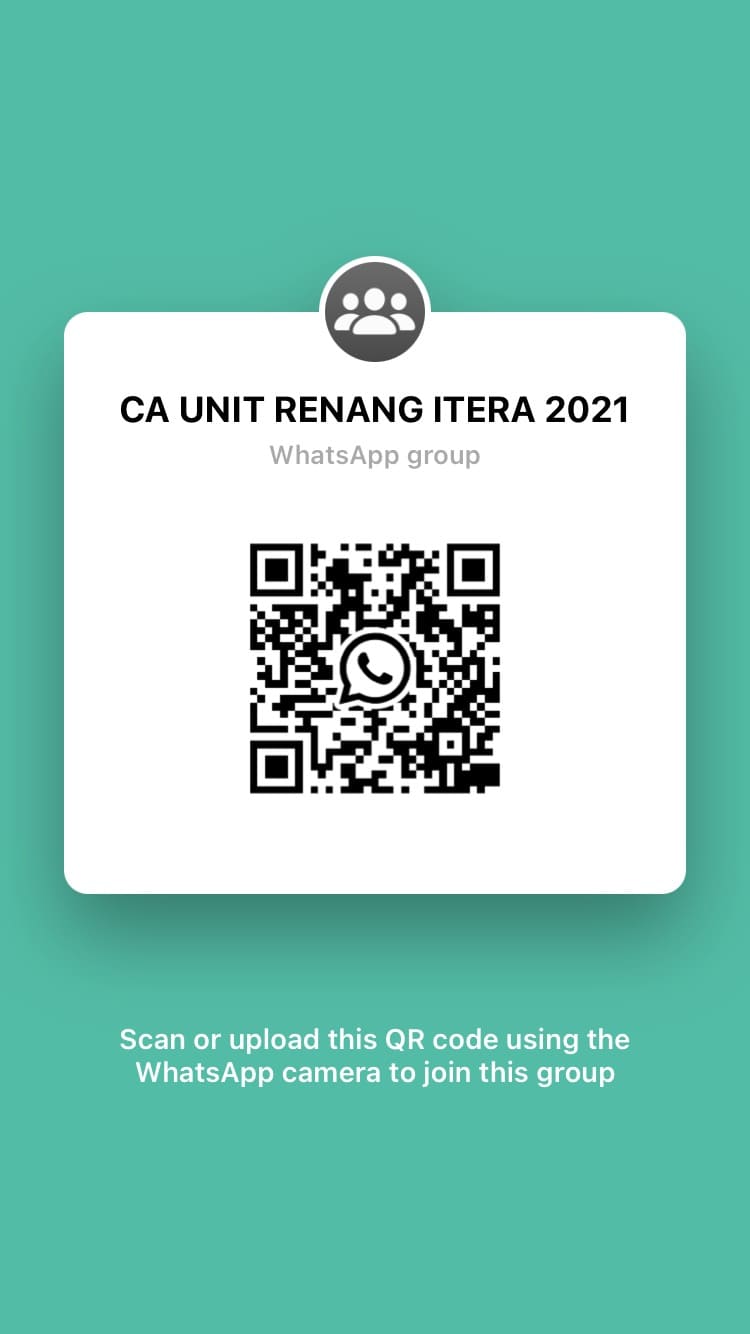 CA UNIT RENANG ITERA 2021
WhatsApp group
Scan or upload this QR code using the
WhatsApp camera to join this group